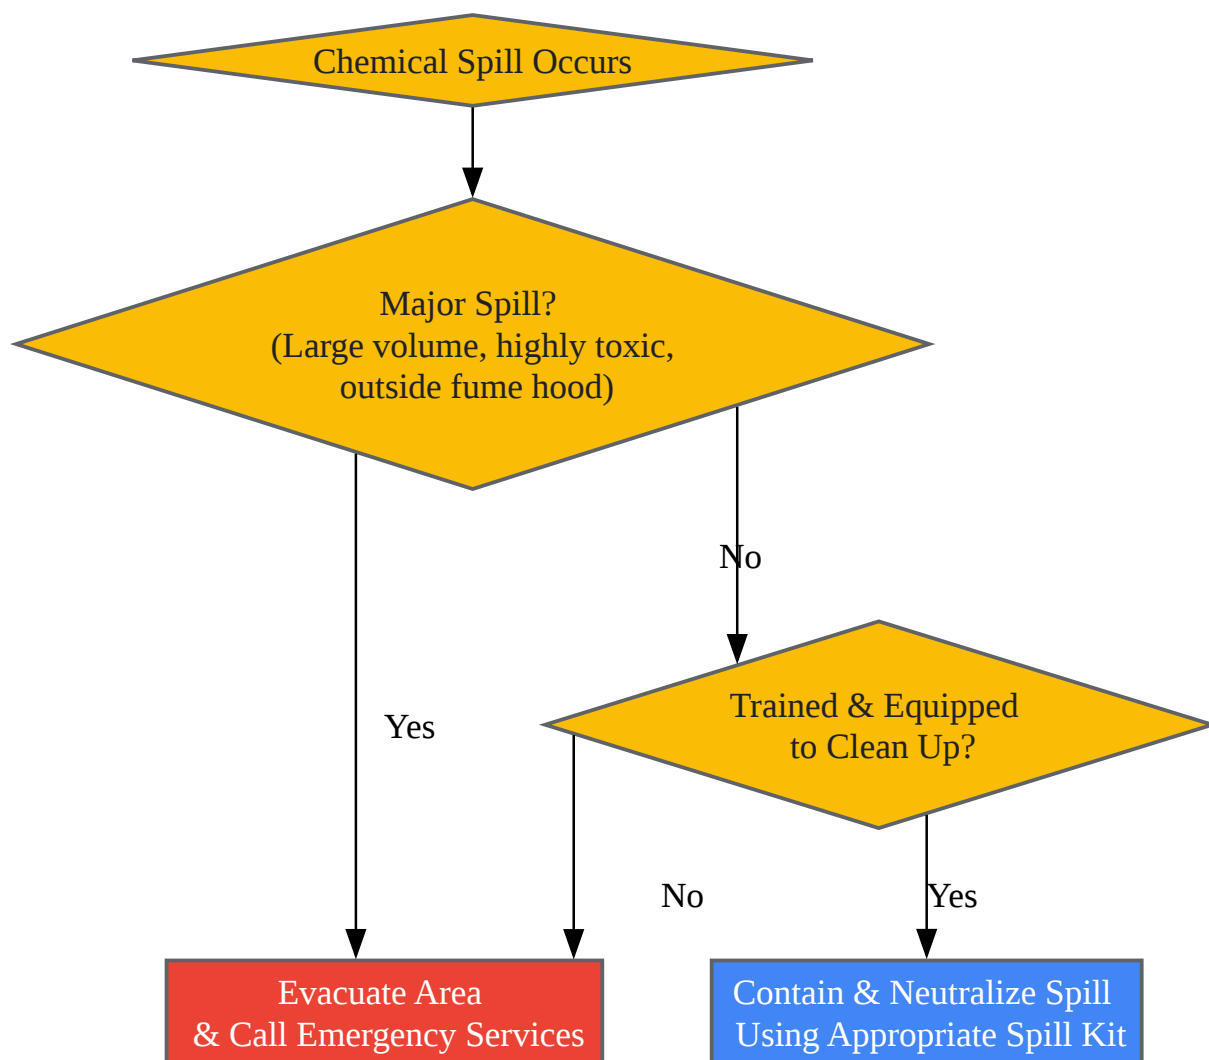 Chemical Spill Occurs
Major Spill?
(Large volume, highly toxic,
outside fume hood)
No
Trained & Equipped
to Clean Up?
Yes
No
Yes
Evacuate Area
& Call Emergency Services
Contain & Neutralize Spill
Using Appropriate Spill Kit